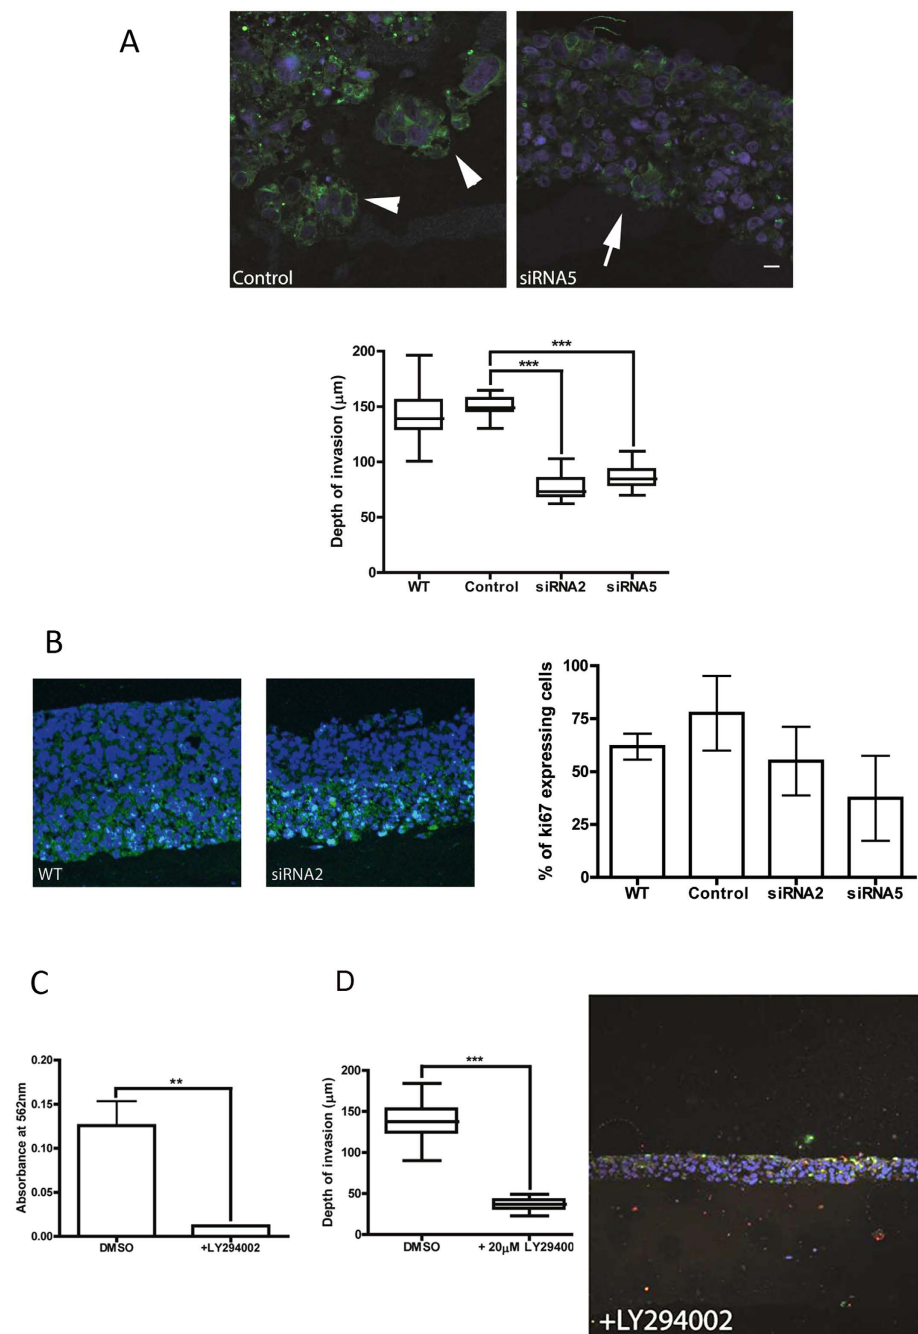 A
Control
siRNA5
***
***
Depth of invasion (µm)
200
150
100
50
0
WT Control siRNA2 siRNA5
B
WT
siRNA2
% of ki67 expressing cells
100
75
50
25
0
WT Control siRNA2 siRNA5
C
Absorbance at 562nm
0.20
0.15
0.10
0.05
0.00
**
DMSO +LY294002
D
Depth of invasion (µm)
200
150
100
50
0
***
DMSO + 20µM LY29400
+LY294002